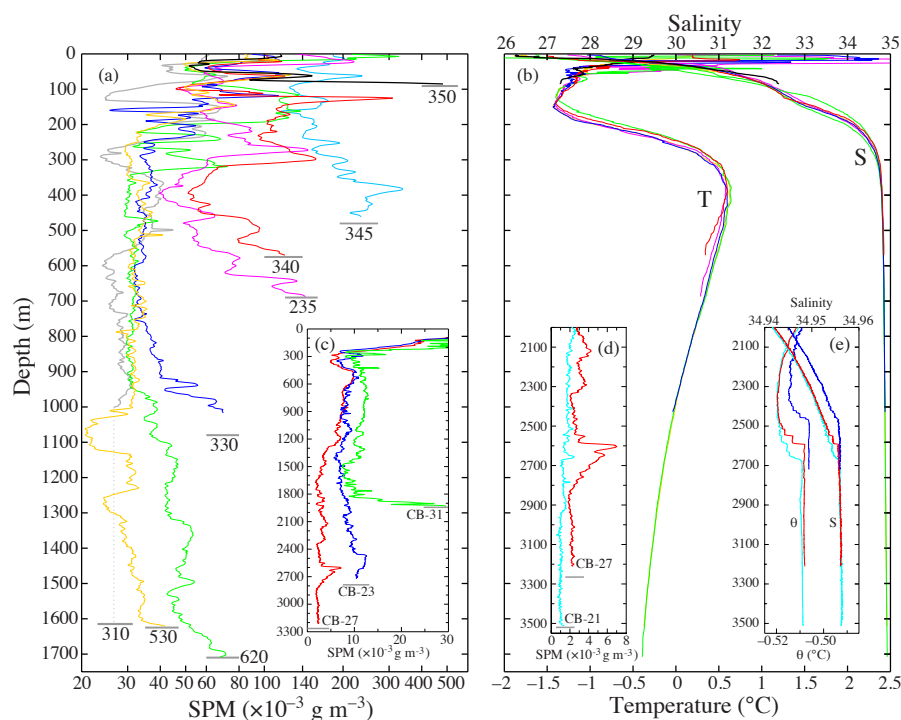 Salinity
26 27 28 29 30 31 32 33 34 35
0
100
200
300
400
500
600
700
800
900
1000
1100
1200
1300
1400
1500
1600
1700
Depth (m)
(a)
350
345
340
235
330
310
530
620
20 30 40 50 60 80 100 140 200 300 400 500
SPM (×10⁻³ g m⁻³)
(b)
S
T
−2 −1.5 −1 −0.5 0 0.5 1 1.5 2 2.5
Temperature (°C)
(c)
0
300
600
900
1200
1500
1800
2100
2400
2700
3000
3300
CB-31
CB-23
CB-27
0 10 20 30
SPM (×10⁻³ g m⁻³)
(d)
2100
2300
2500
2700
2900
3100
3300
3500
CB-27
CB-21
0 2 4 6 8
SPM (×10⁻³ g m⁻³)
Salinity
34.94 34.95 34.96
(e)
2100
2300
2500
2700
2900
3100
3300
3500
θ S
−0.52 −0.50
θ (°C)